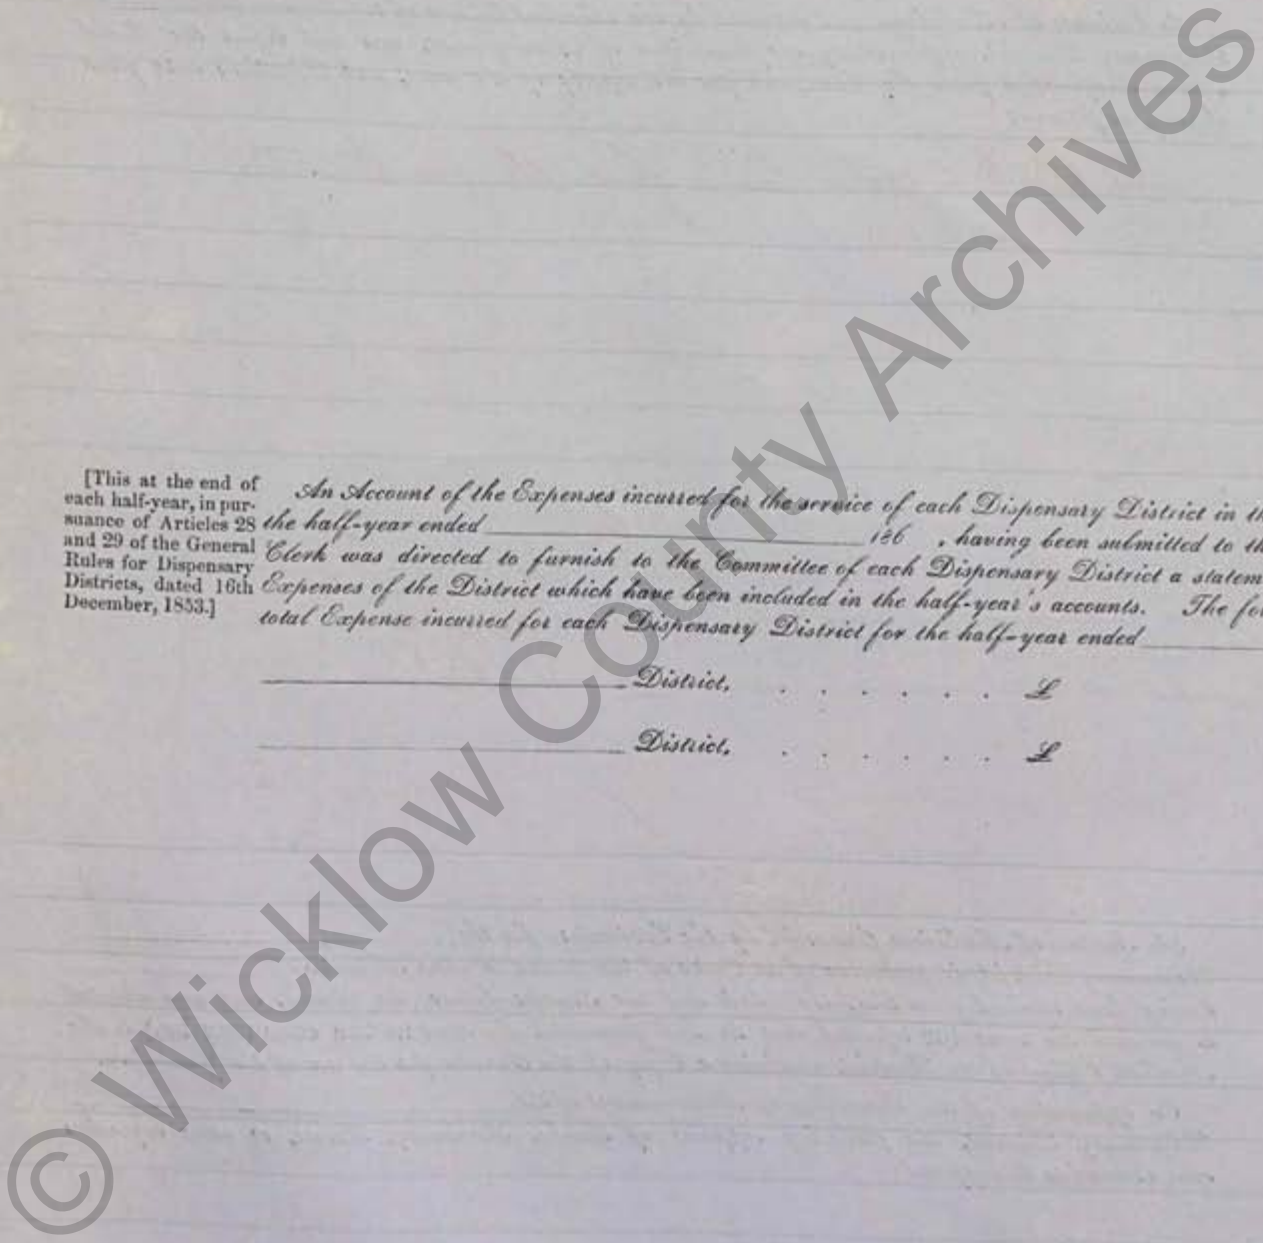 [This at the end of
each half-year, in pur-
suance of Articles 28
and 29 of the General
Rules for Dispensary
Districts, dated 16th
December, 1853.]
An Account of the Expenses incurred for the service of each Dispensary District in th
the half-year ended 186 , having been submitted to th
Clerk was directed to furnish to the Committee of each Dispensary District a statem
Expenses of the District which have been included in the half-year's accounts. The fo
total Expense incurred for each Dispensary District for the half-year ended
District, . . . . . . £
District, . . . . . . £
© Wicklow County Archives